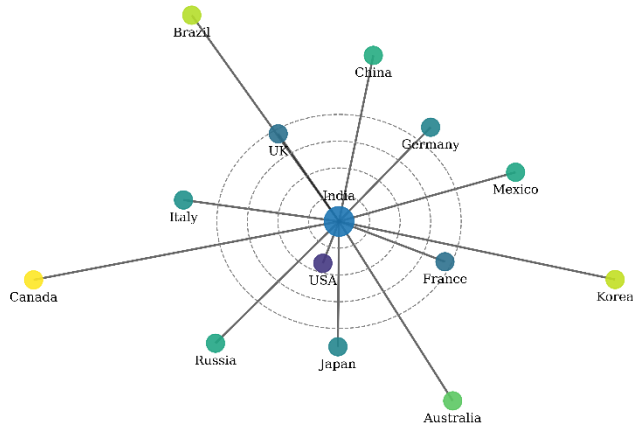 Brazil
China
Germany
UK
Mexico
India
Italy
USA
France
Canada
Korea
Russia
Japan
Australia